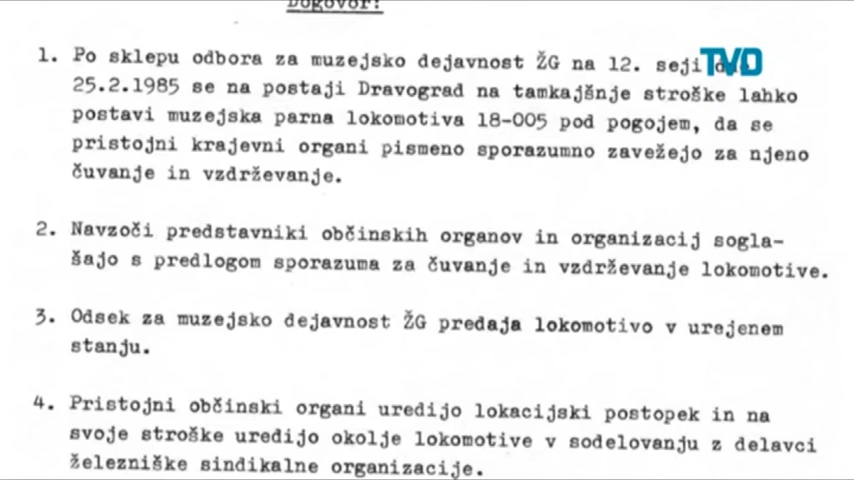 Dogovor:
1. Po sklepu odbora za muzejsko dejavnost ŽG na 12. seji
TVO
25.2.1985 se na postaji Dravograd na tamkajšnje stroške lahko
postavi muzejska parna lokomotiva 18-005 pod pogojem, da se
pristojni krajevni organi pismeno sporazumno zavežejo za njeno
čuvanje in vzdrževanje.
2. Navzoči predstavniki občinskih organov in organizacij sogla-
šajo s predlogom sporazuma za čuvanje in vzdrževanje lokomotive.
3. Odsek za muzejsko dejavnost ŽG predaja lokomotivo v urejenem
stanju.
4. Pristojni občinski organi uredijo lokacijski postopek in na
svoje stroške uredijo okolje lokomotive v sodelovanju z delavci
železniške sindikalne organizacije.